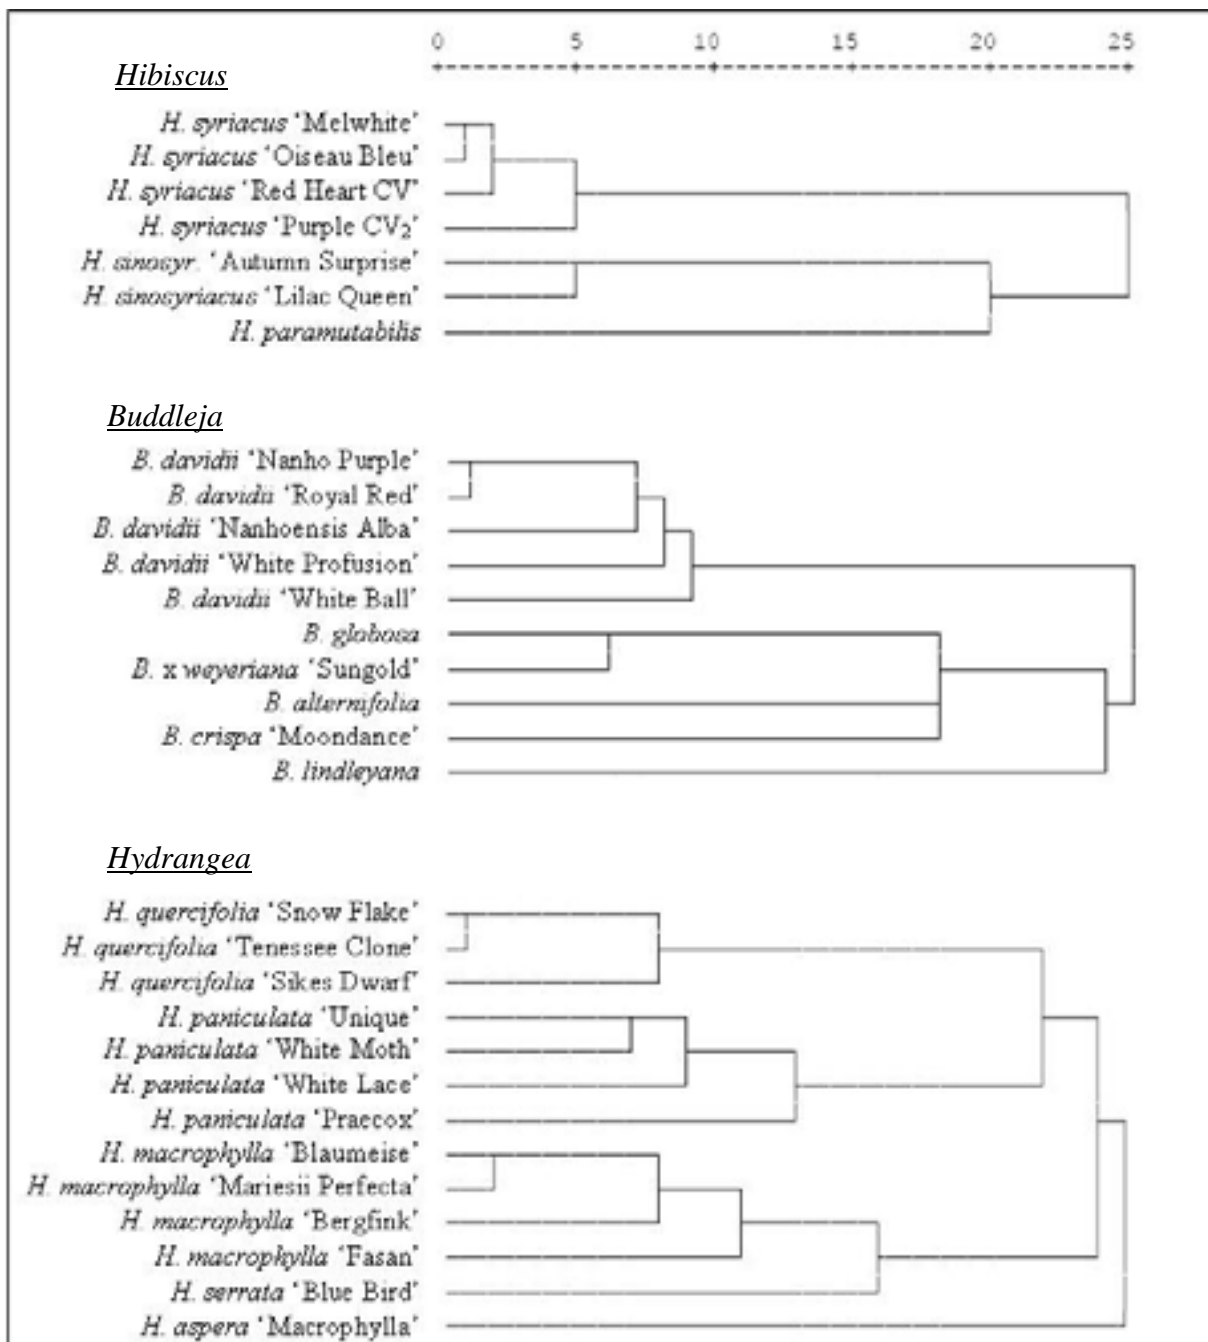 0 5 10 15 20 25
Hibiscus
H. syriacus 'Melwhite'
H. syriacus 'Oiseau Bleu'
H. syriacus 'Red Heart CV'
H. syriacus 'Purple CV₂'
H. sinosyr. 'Autumn Surprise'
H. sinosyriacus 'Lilac Queen'
H. paramutabilis
Buddleja
B. davidii 'Nanho Purple'
B. davidii 'Royal Red'
B. davidii 'Nanhoensis Alba'
B. davidii 'White Profusion'
B. davidii 'White Ball'
B. globosa
B. x weyeriana 'Sungold'
B. alternifolia
B. crispa 'Moondance'
B. lindleyana
Hydrangea
H. quercifolia 'Snow Flake'
H. quercifolia 'Tenessee Clone'
H. quercifolia 'Sikes Dwarf'
H. paniculata 'Unique'
H. paniculata 'White Moth'
H. paniculata 'White Lace'
H. paniculata 'Praecox'
H. macrophylla 'Blaumeise'
H. macrophylla 'Mariesii Perfecta'
H. macrophylla 'Bergfink'
H. macrophylla 'Fasan'
H. serrata 'Blue Bird'
H. aspera 'Macrophylla'